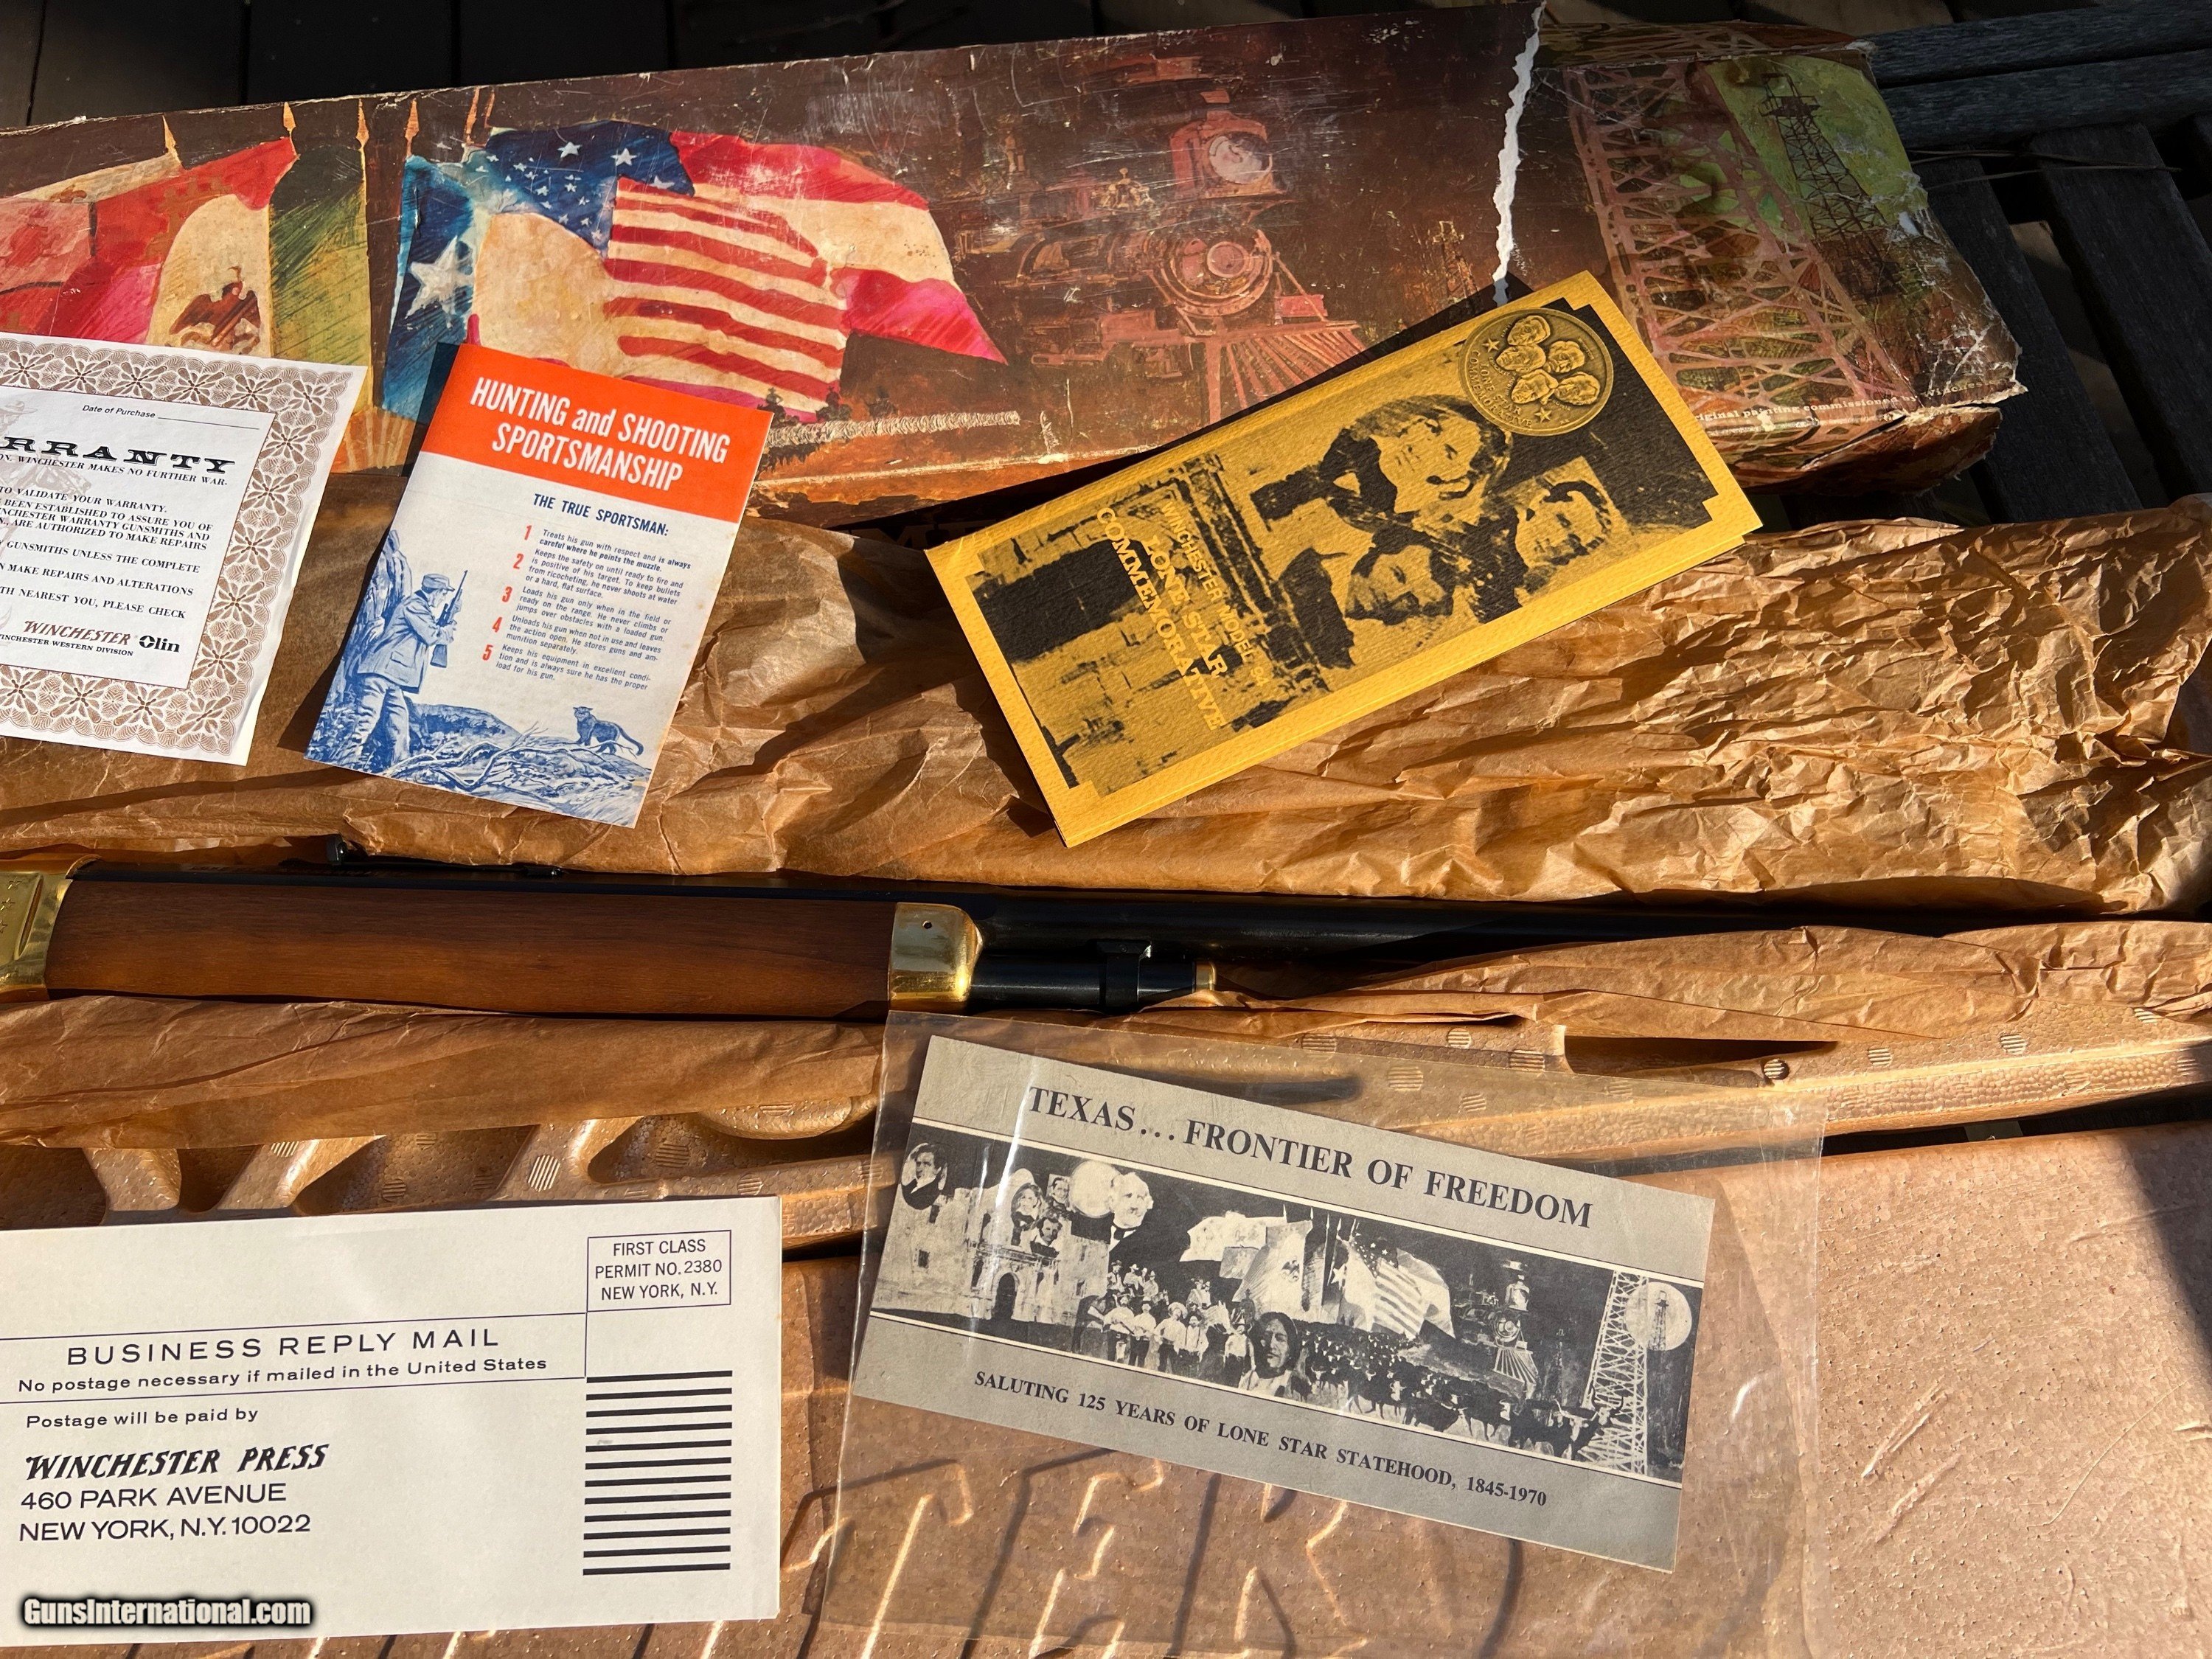 original painting commissioned by
Date of Purchase
RRANTY
ON. WINCHESTER MAKES NO FURTHER WAR.
TO VALIDATE YOUR WARRANTY.
BEEN ESTABLISHED TO ASSURE YOU OF
NCHESTER WARRANTY GUNSMITHS AND
ARE AUTHORIZED TO MAKE REPAIRS
GUNSMITHS UNLESS THE COMPLETE
N MAKE REPAIRS AND ALTERATIONS
TH NEAREST YOU, PLEASE CHECK
WINCHESTER Olin
WINCHESTER WESTERN DIVISION
HUNTING and SHOOTING
SPORTSMANSHIP
THE TRUE SPORTSMAN:
1 Treats his gun with respect and is always
careful where he points the muzzle.
2 Keeps the safety on until ready to fire and
is positive of his target. To keep bullets
from ricocheting, he never shoots at water
or a hard, flat surface.
3 Loads his gun only when in the field or
ready on the range. He never climbs or
jumps over obstacles with a loaded gun.
4 Unloads his gun when not in use and leaves
the action open. He stores guns and am-
munition separately.
5 Keeps his equipment in excellent condi-
tion and is always sure he has the proper
load for his gun.
WINCHESTER MODEL 94
LONE STAR
COMMEMORATIVE
TEXAS... FRONTIER OF FREEDOM
SALUTING 125 YEARS OF LONE STAR STATEHOOD, 1845-1970
FIRST CLASS
PERMIT NO. 2380
NEW YORK, N.Y.
BUSINESS REPLY MAIL
No postage necessary if mailed in the United States
Postage will be paid by
WINCHESTER PRESS
460 PARK AVENUE
NEW YORK, N.Y. 10022
GunsInternational.com